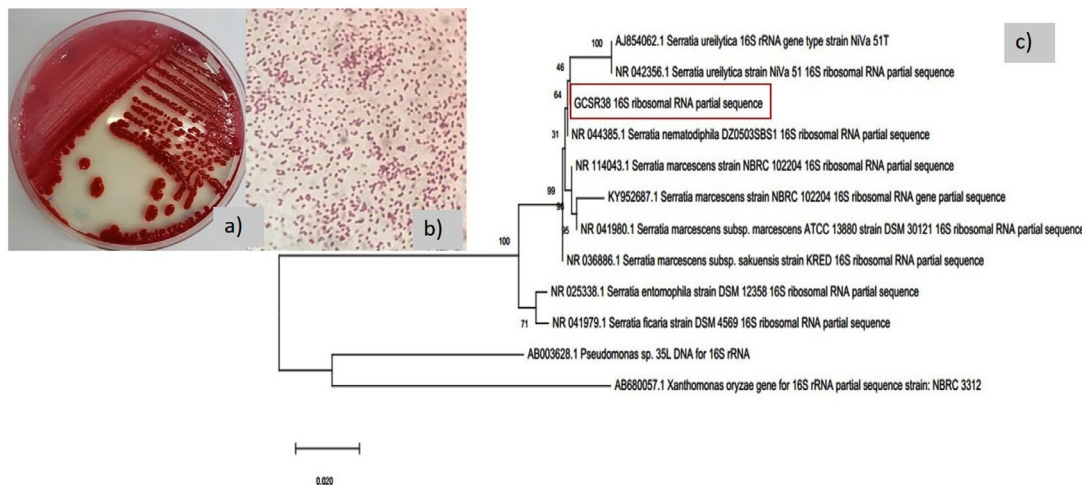 a)
b)
c)
100
AJ854062.1 Serratia ureilytica 16S rRNA gene type strain NiVa 51T
46
NR 042356.1 Serratia ureilytica strain NiVa 51 16S ribosomal RNA partial sequence
64
GCSR38 16S ribosomal RNA partial sequence
31
NR 044385.1 Serratia nematodiphila DZ0503SBS1 16S ribosomal RNA partial sequence
NR 114043.1 Serratia marcescens strain NBRC 102204 16S ribosomal RNA partial sequence
99
KY952687.1 Serratia marcescens strain NBRC 102204 16S ribosomal RNA gene partial sequence
95
NR 041980.1 Serratia marcescens subsp. marcescens ATCC 13880 strain DSM 30121 16S ribosomal RNA partial sequence
100
NR 036886.1 Serratia marcescens subsp. sakuensis strain KRED 16S ribosomal RNA partial sequence
NR 025338.1 Serratia entomophila strain DSM 12358 16S ribosomal RNA partial sequence
71
NR 041979.1 Serratia ficaria strain DSM 4569 16S ribosomal RNA partial sequence
AB003628.1 Pseudomonas sp. 35L DNA for 16S rRNA
AB680057.1 Xanthomonas oryzae gene for 16S rRNA partial sequence strain: NBRC 3312
0.020